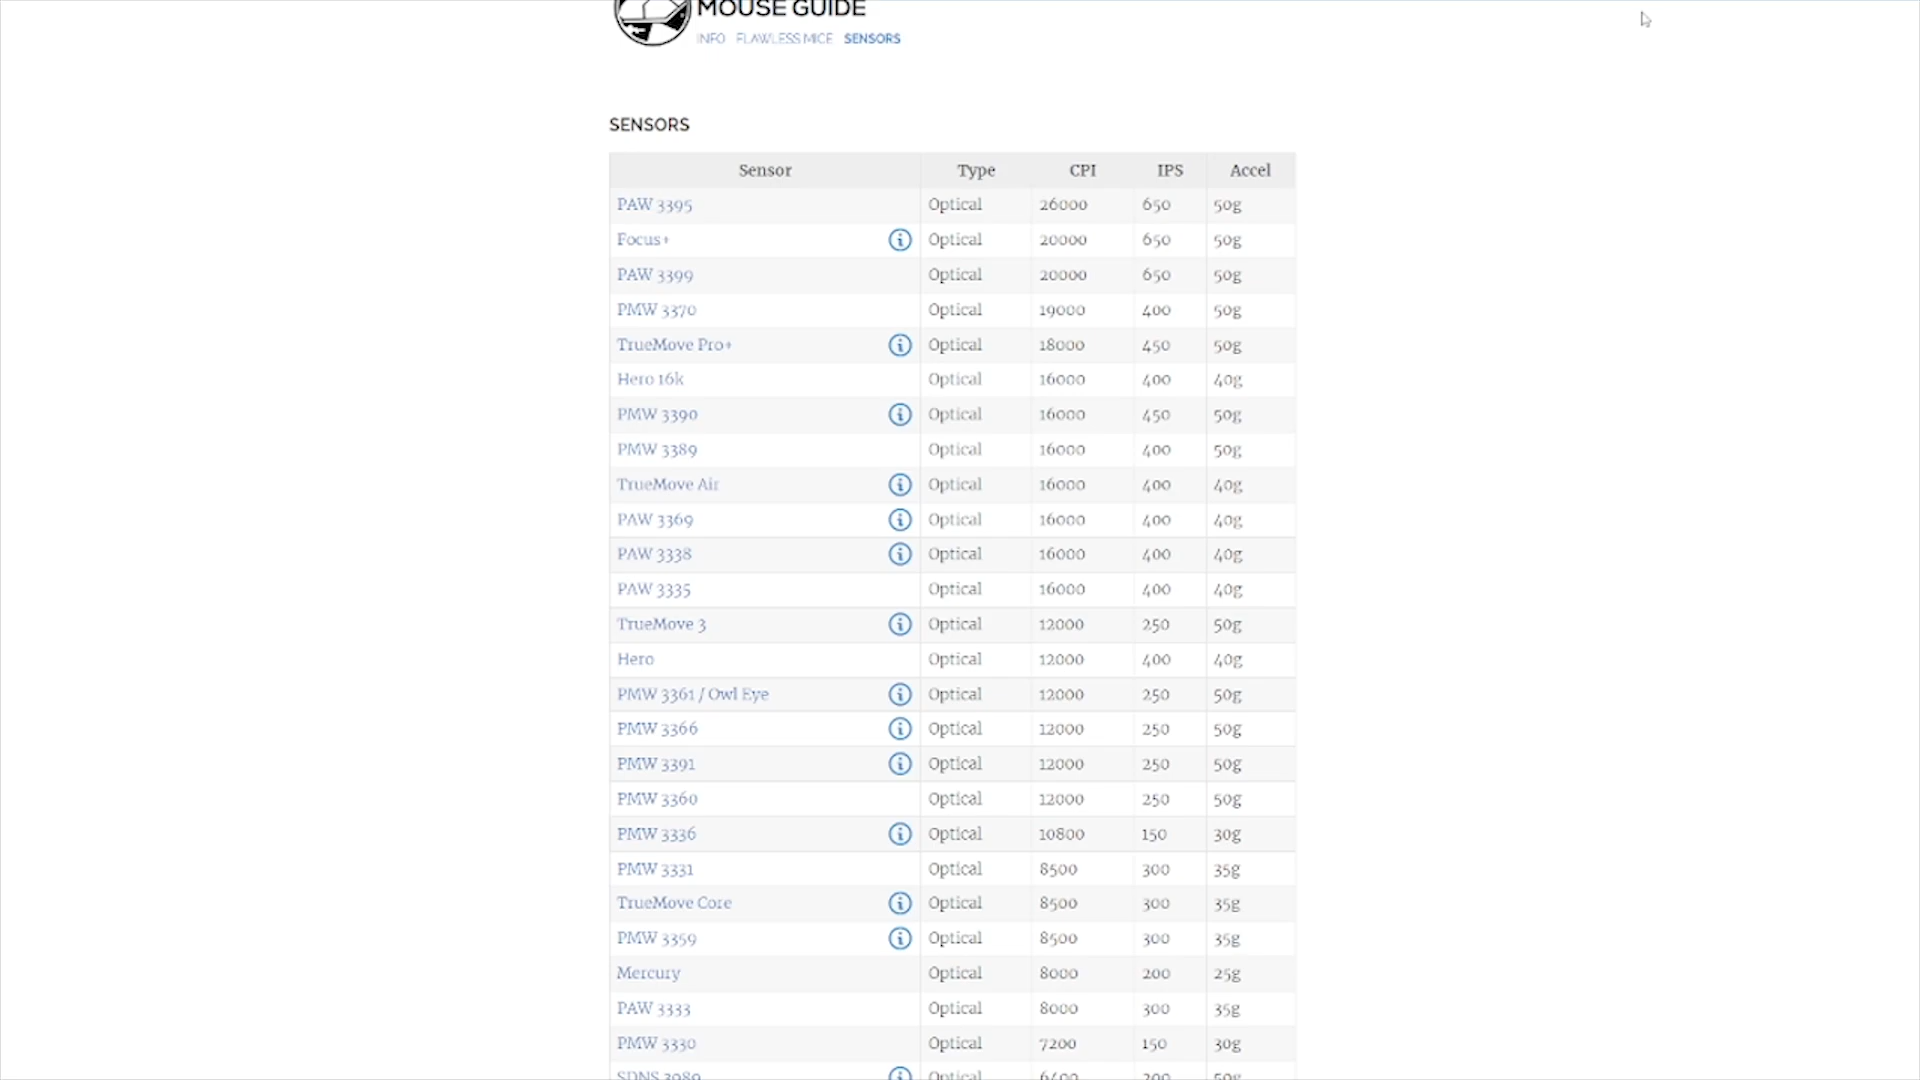 MOUSE GUIDE
INFO FLAWLESS MICE SENSORS
SENSORS
Sensor Type CPI IPS Accel
PAW 3395 Optical 26000 650 50g
Focus+ Optical 20000 650 50g
PAW 3399 Optical 20000 650 50g
PMW 3370 Optical 19000 400 50g
TrueMove Pro+ Optical 18000 450 50g
Hero 16k Optical 16000 400 40g
PMW 3390 Optical 16000 450 50g
PMW 3389 Optical 16000 400 50g
TrueMove Air Optical 16000 400 40g
PAW 3369 Optical 16000 400 40g
PAW 3338 Optical 16000 400 40g
PAW 3335 Optical 16000 400 40g
TrueMove 3 Optical 12000 250 50g
Hero Optical 12000 400 40g
PMW 3361 / Owl Eye Optical 12000 250 50g
PMW 3366 Optical 12000 250 50g
PMW 3391 Optical 12000 250 50g
PMW 3360 Optical 12000 250 50g
PMW 3336 Optical 10800 150 30g
PMW 3331 Optical 8500 300 35g
TrueMove Core Optical 8500 300 35g
PMW 3359 Optical 8500 300 35g
Mercury Optical 8000 200 25g
PAW 3333 Optical 8000 300 35g
PMW 3330 Optical 7200 150 30g
SDNS 3989 Optical 6400 200 50g